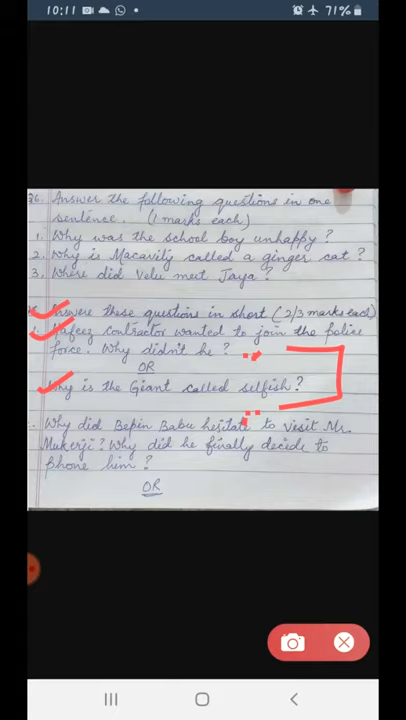 10:11
71%
Q6. Answer the following questions in one
sentence. (1 marks each)
1. Why was the school boy unhappy?
2. Why is Macavity called a ginger cat?
3. Where did Velu meet Jaya?
Answere these questions in short (2/3 marks each)
1. Hafeez contractor wanted to join the police
force. Why didn't he?
OR
Why is the Giant called selfish?
Why did Bepin Babu hesitate to visit Mr.
Mukerji? Why did he finally decide to
phone him?
OR